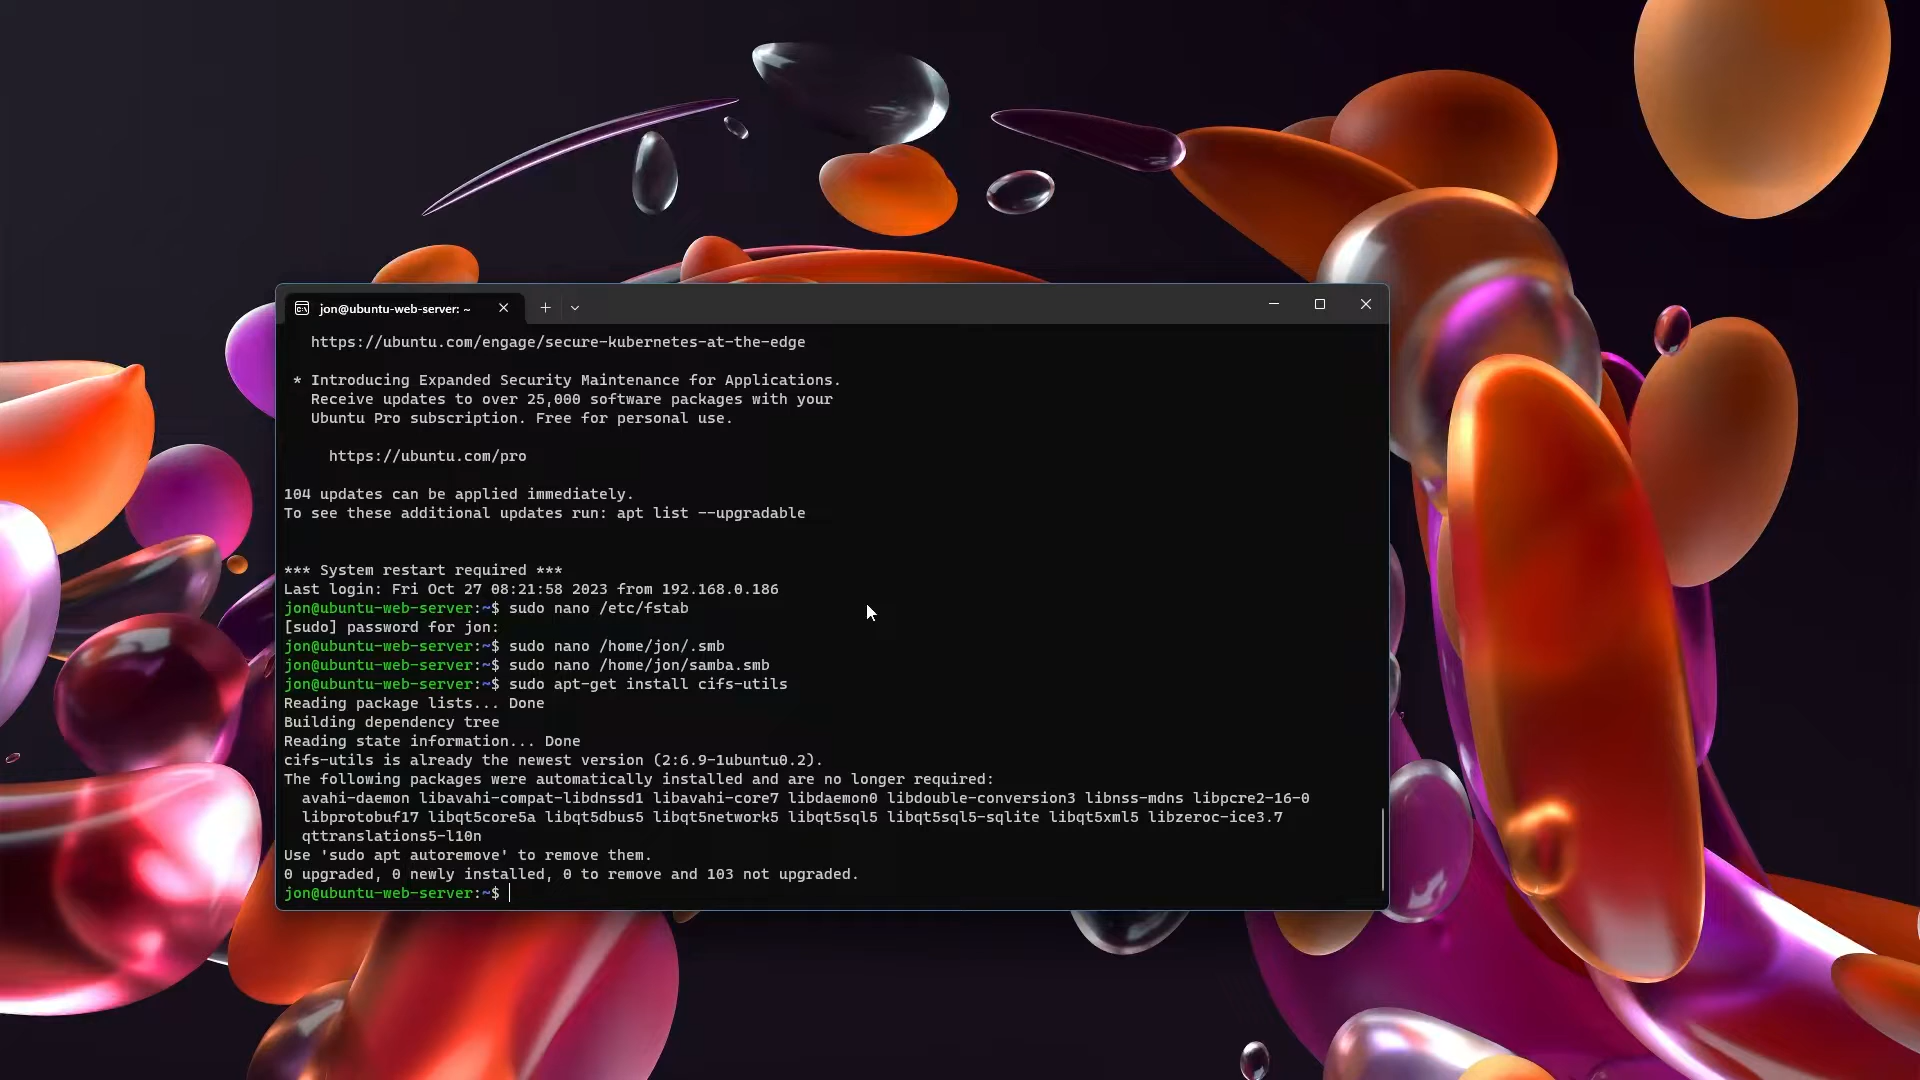 jon@ubuntu-web-server: ~
https://ubuntu.com/engage/secure-kubernetes-at-the-edge
* Introducing Expanded Security Maintenance for Applications.
Receive updates to over 25,000 software packages with your
Ubuntu Pro subscription. Free for personal use.
https://ubuntu.com/pro
104 updates can be applied immediately.
To see these additional updates run: apt list --upgradable
*** System restart required ***
Last login: Fri Oct 27 08:21:58 2023 from 192.168.0.186
jon@ubuntu-web-server:~$ sudo nano /etc/fstab
[sudo] password for jon:
jon@ubuntu-web-server:~$ sudo nano /home/jon/.smb
jon@ubuntu-web-server:~$ sudo nano /home/jon/samba.smb
jon@ubuntu-web-server:~$ sudo apt-get install cifs-utils
Reading package lists... Done
Building dependency tree
Reading state information... Done
cifs-utils is already the newest version (2:6.9-1ubuntu0.2).
The following packages were automatically installed and are no longer required:
avahi-daemon libavahi-compat-libdnssd1 libavahi-core7 libdaemon0 libdouble-conversion3 libnss-mdns libpcre2-16-0
libprotobuf17 libqt5core5a libqt5dbus5 libqt5network5 libqt5sql5 libqt5sql5-sqlite libqt5xml5 libzeroc-ice3.7
qttranslations5-l10n
Use 'sudo apt autoremove' to remove them.
0 upgraded, 0 newly installed, 0 to remove and 103 not upgraded.
jon@ubuntu-web-server:~$